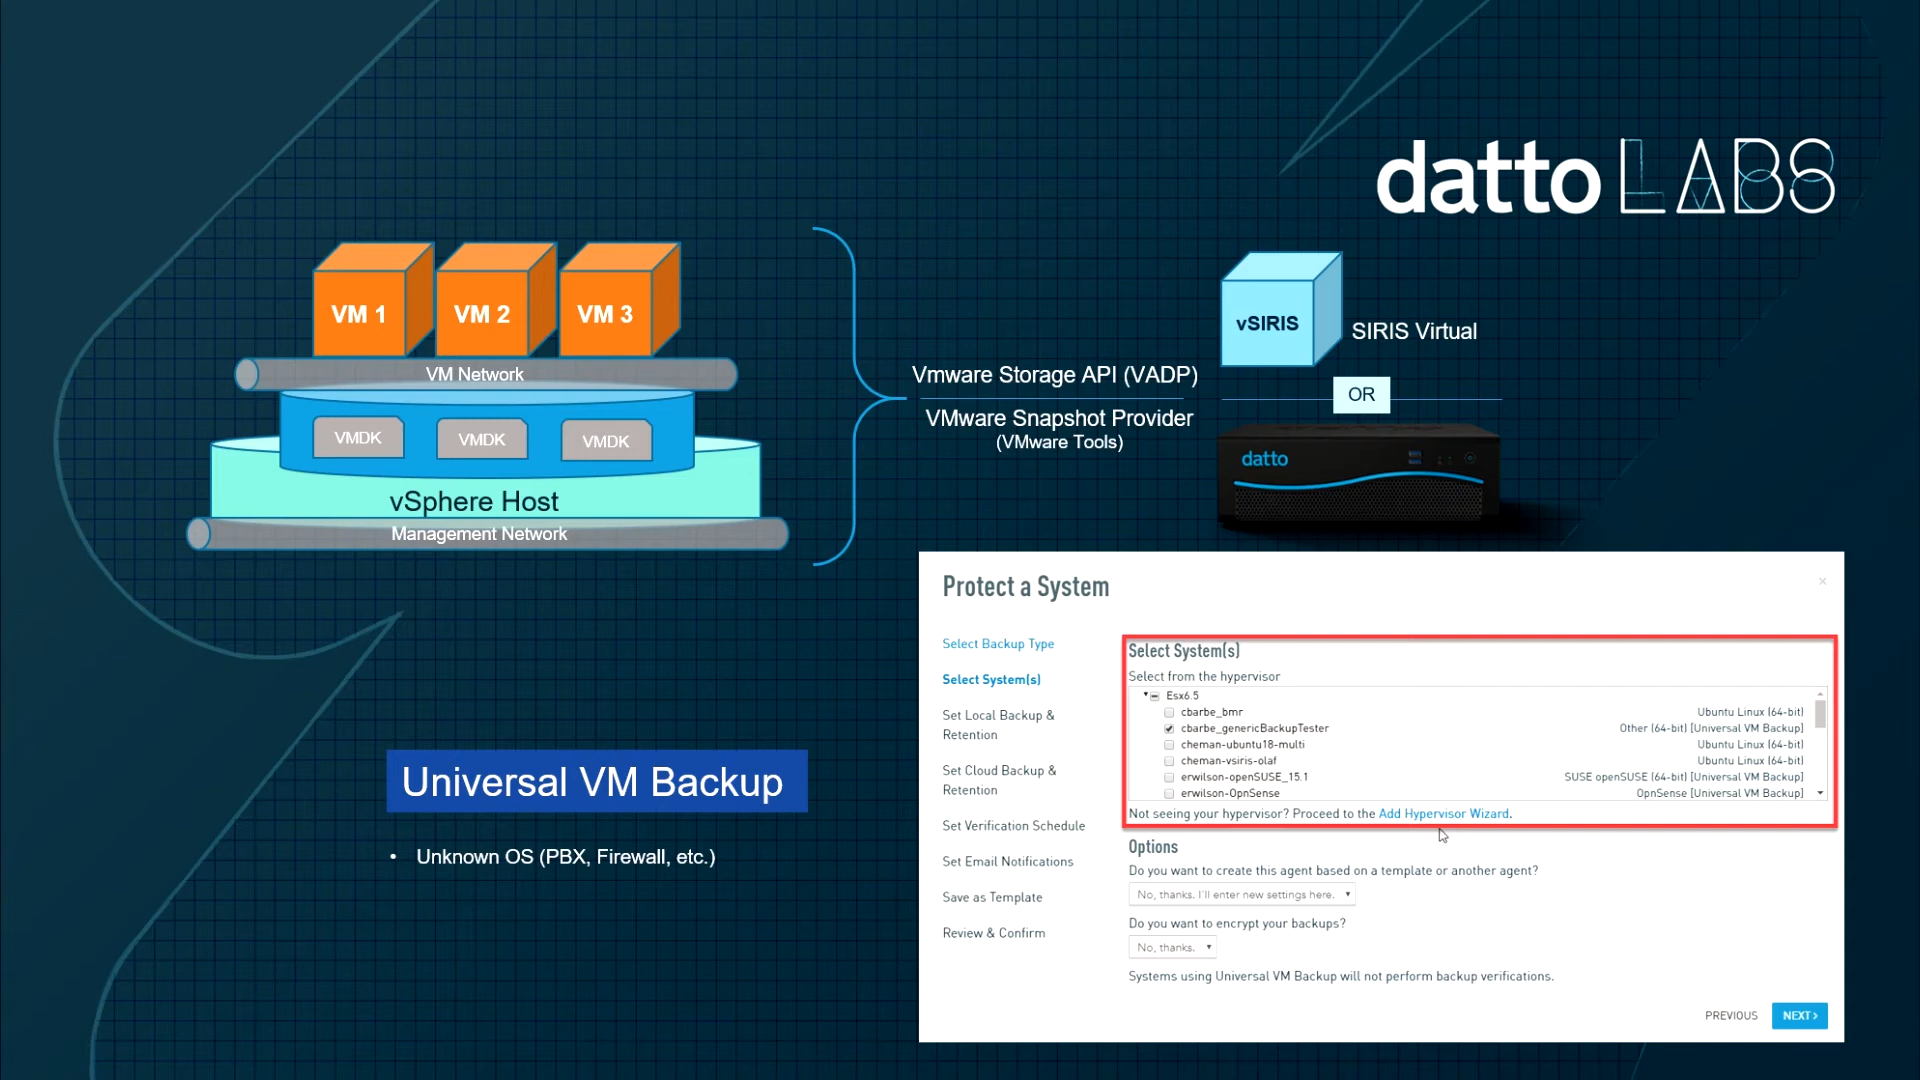 datto LABS
VM 1
VM 2
VM 3
VM Network
VMDK
VMDK
VMDK
vSphere Host
Management Network
Vmware Storage API (VADP)
VMware Snapshot Provider
(VMware Tools)
vSIRIS
SIRIS Virtual
OR
datto
Universal VM Backup
• Unknown OS (PBX, Firewall, etc.)
Protect a System
×
Select Backup Type
Select System(s)
Set Local Backup &
Retention
Set Cloud Backup &
Retention
Set Verification Schedule
Set Email Notifications
Save as Template
Review & Confirm
Select System(s)
Select from the hypervisor
Esx6.5
cbarbe_bmr Ubuntu Linux (64-bit)
cbarbe_genericBackupTester Other (64-bit) [Universal VM Backup]
cheman-ubuntu18-multi Ubuntu Linux (64-bit)
cheman-vsiris-olaf Ubuntu Linux (64-bit)
erwilson-openSUSE_15.1 SUSE openSUSE (64-bit) [Universal VM Backup]
erwilson-OpnSense OpnSense [Universal VM Backup]
Not seeing your hypervisor? Proceed to the Add Hypervisor Wizard.
Options
Do you want to create this agent based on a template or another agent?
No, thanks. I'll enter new settings here.
Do you want to encrypt your backups?
No, thanks.
Systems using Universal VM Backup will not perform backup verifications.
PREVIOUS
NEXT >